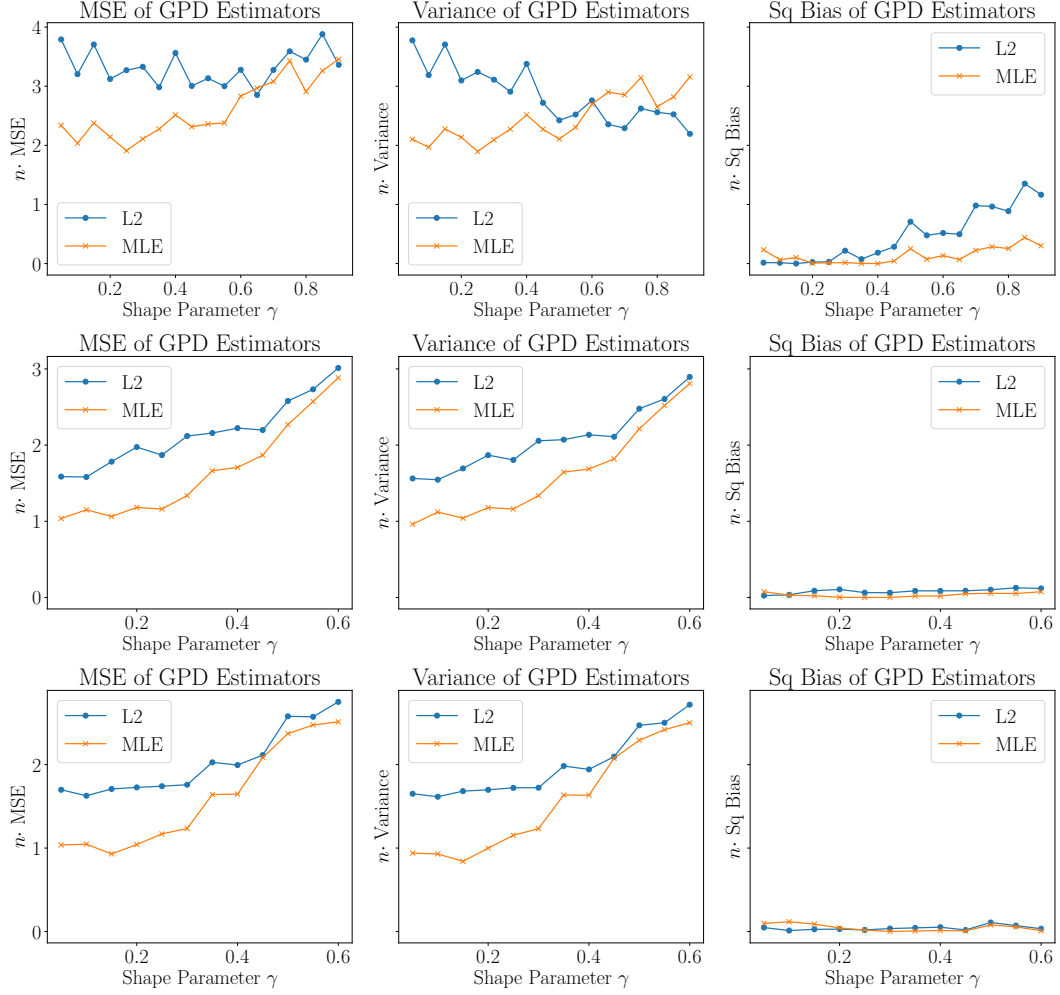 MSE of GPD Estimators
n· MSE
4
3
2
1
0
L2
MLE
0.2
0.4
0.6
0.8
Shape Parameter γ
Variance of GPD Estimators
n· Variance
L2
MLE
0.2
0.4
0.6
0.8
Shape Parameter γ
Sq Bias of GPD Estimators
n· Sq Bias
L2
MLE
0.2
0.4
0.6
0.8
Shape Parameter γ
MSE of GPD Estimators
n· MSE
3
2
1
0
L2
MLE
0.2
0.4
0.6
Shape Parameter γ
Variance of GPD Estimators
n· Variance
L2
MLE
0.2
0.4
0.6
Shape Parameter γ
Sq Bias of GPD Estimators
n· Sq Bias
L2
MLE
0.2
0.4
0.6
Shape Parameter γ
MSE of GPD Estimators
n· MSE
2
1
0
L2
MLE
0.2
0.4
0.6
Shape Parameter γ
Variance of GPD Estimators
n· Variance
L2
MLE
0.2
0.4
0.6
Shape Parameter γ
Sq Bias of GPD Estimators
n· Sq Bias
L2
MLE
0.2
0.4
0.6
Shape Parameter γ